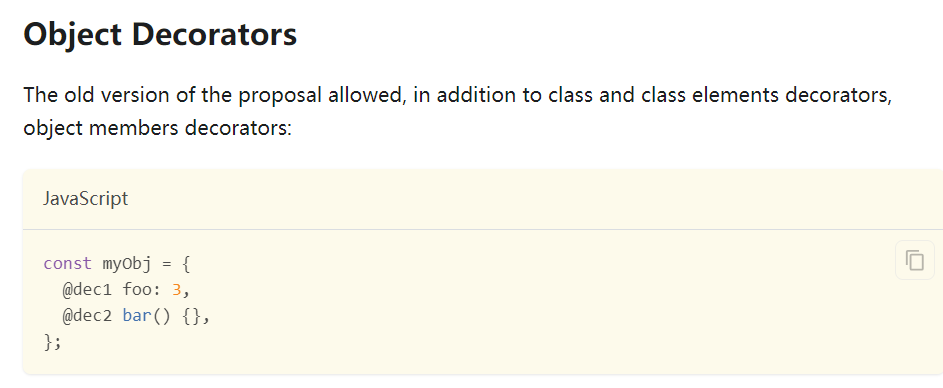 Object Decorators
The old version of the proposal allowed, in addition to class and class elements decorators,
object members decorators:
JavaScript
const myObj = {
  @dec1 foo: 3,
  @dec2 bar() {},
};